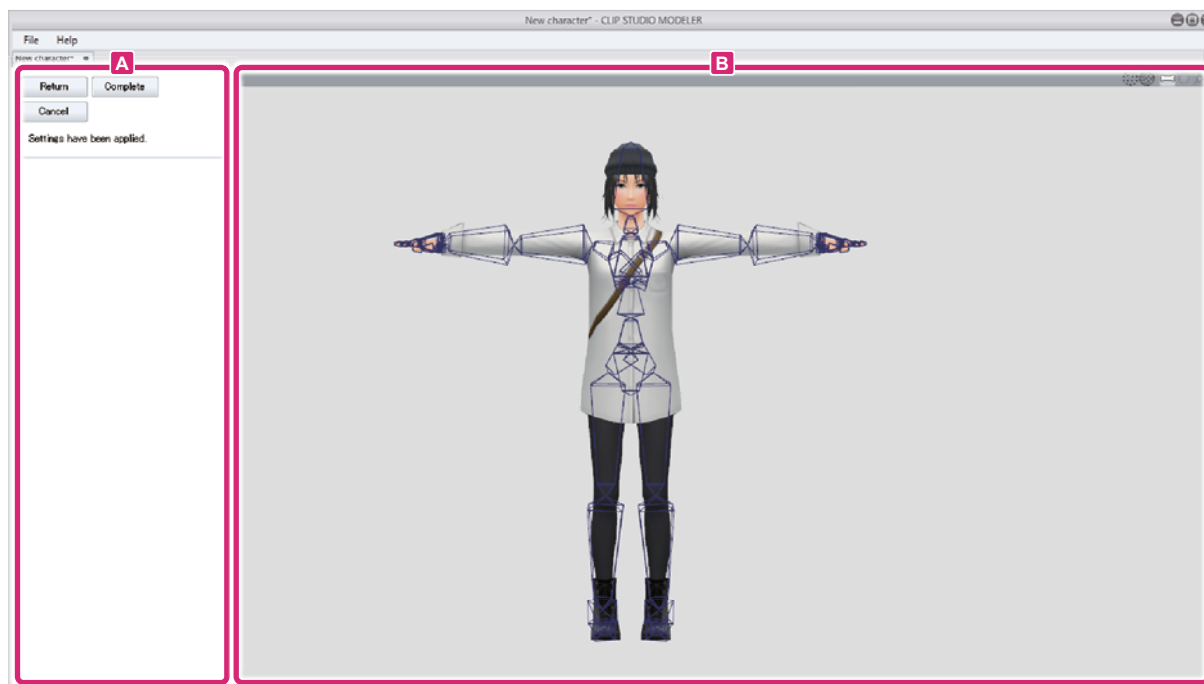 New character* - CLIP STUDIO MODELER
File Help
New character*
A
B
Return Complete
Cancel
Settings have been applied.